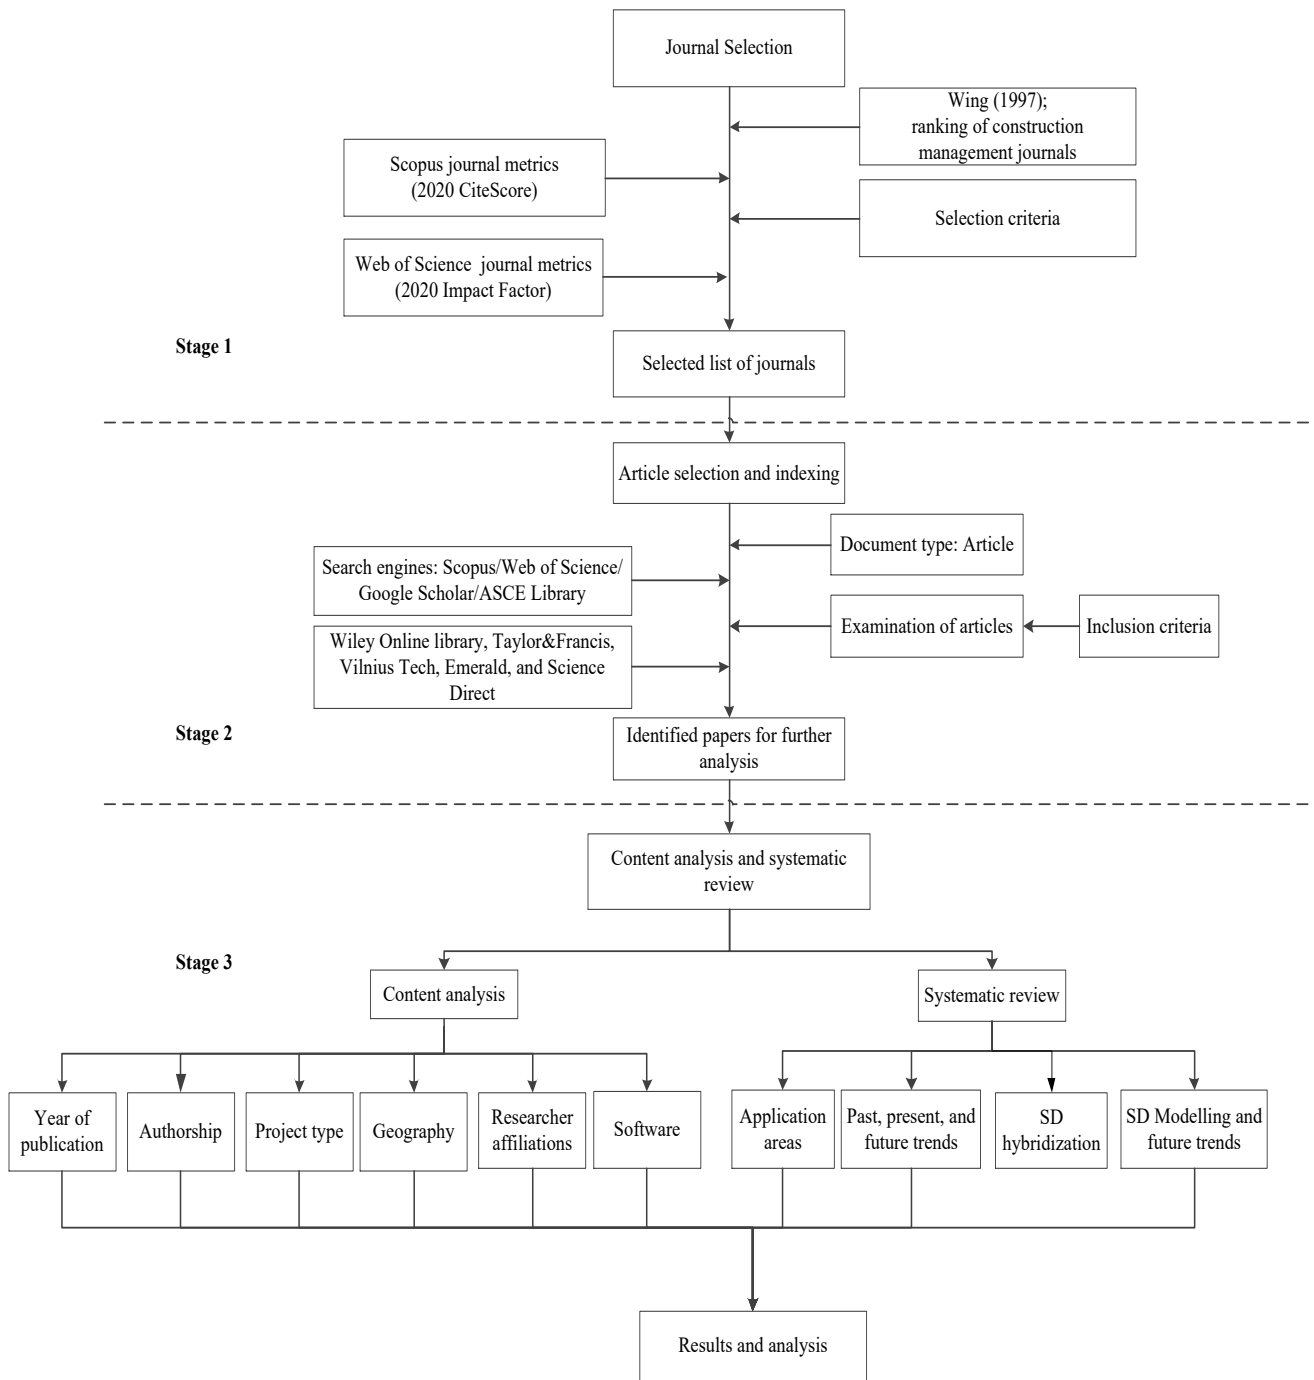 Journal Selection
Wing (1997);
ranking of construction
management journals
Scopus journal metrics
(2020 CiteScore)
Selection criteria
Web of Science  journal metrics
(2020 Impact Factor)
Stage 1
Selected list of journals
Article selection and indexing
Document type: Article
Search engines: Scopus/Web of Science/
Google Scholar/ASCE Library
Examination of articles
Inclusion criteria
Wiley Online library, Taylor&Francis,
Vilnius Tech, Emerald, and Science
Direct
Stage 2
Identified papers for further
analysis
Content analysis and systematic
review
Stage 3
Content analysis
Systematic review
Year of
publication
Authorship
Project type
Geography
Researcher
affiliations
Software
Application
areas
Past, present, and
future trends
SD
hybridization
SD Modelling and
future trends
Results and analysis